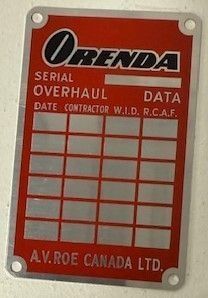 ORENDA
SERIAL
OVERHAUL DATA
DATE CONTRACTOR W.I.D. R.C.A.F.
A.V. ROE CANADA LTD.